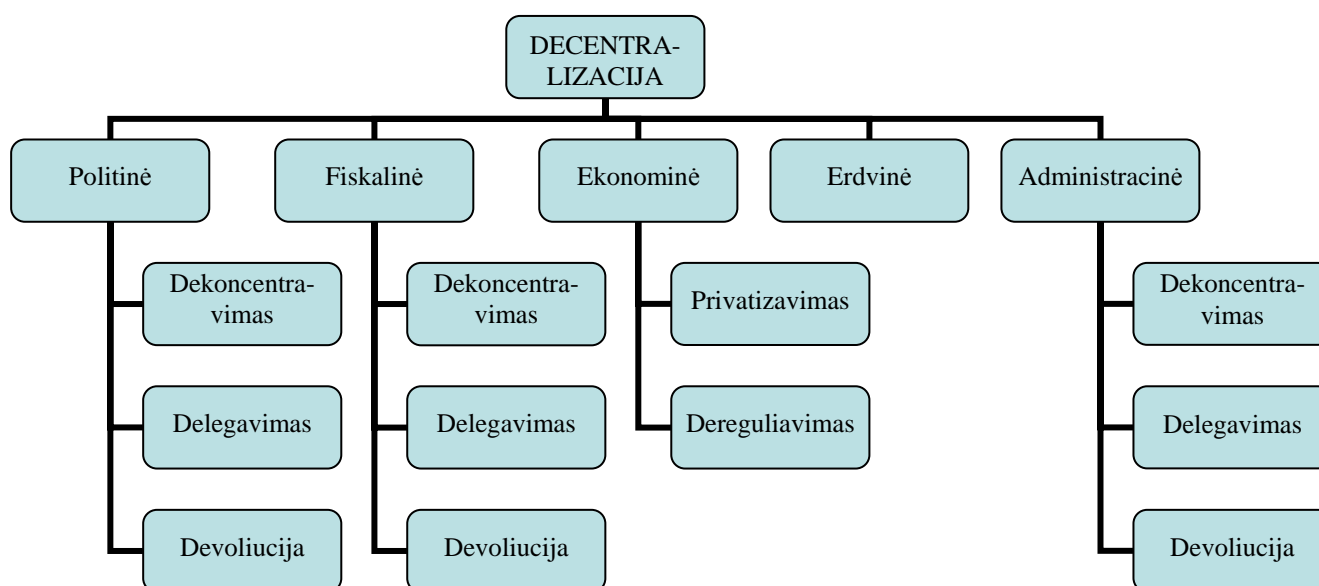 DECENTRA-
LIZACIJA
Politinė
Fiskalinė
Ekonominė
Erdvinė
Administracinė
Dekoncentra-
vimas
Dekoncentra-
vimas
Privatizavimas
Dekoncentra-
vimas
Delegavimas
Delegavimas
Dereguliavimas
Delegavimas
Devoliucija
Devoliucija
Devoliucija